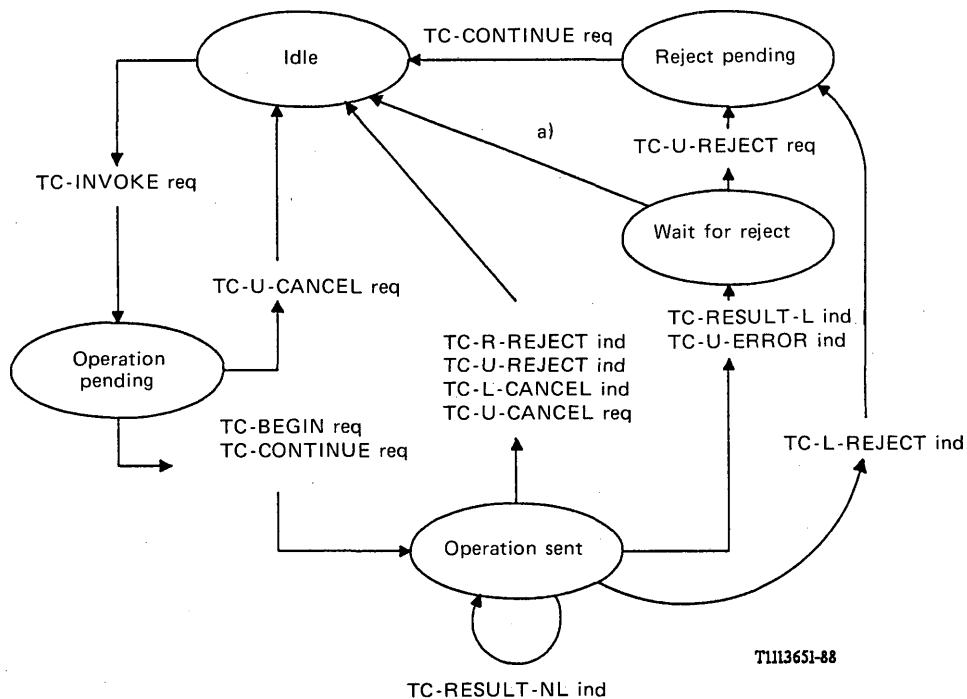 TC-CONTINUE req
Idle
Reject pending
a)
TC-U-REJECT req
TC-INVOKE req
Wait for reject
TC-U-CANCEL req
TC-RESULT-L ind
TC-U-ERROR ind
Operation
pending
TC-R-REJECT ind
TC-U-REJECT ind
TC-L-CANCEL ind
TC-U-CANCEL req
TC-BEGIN req
TC-CONTINUE req
TC-L-REJECT ind
Operation sent
T1113651-88
TC-RESULT-NL ind